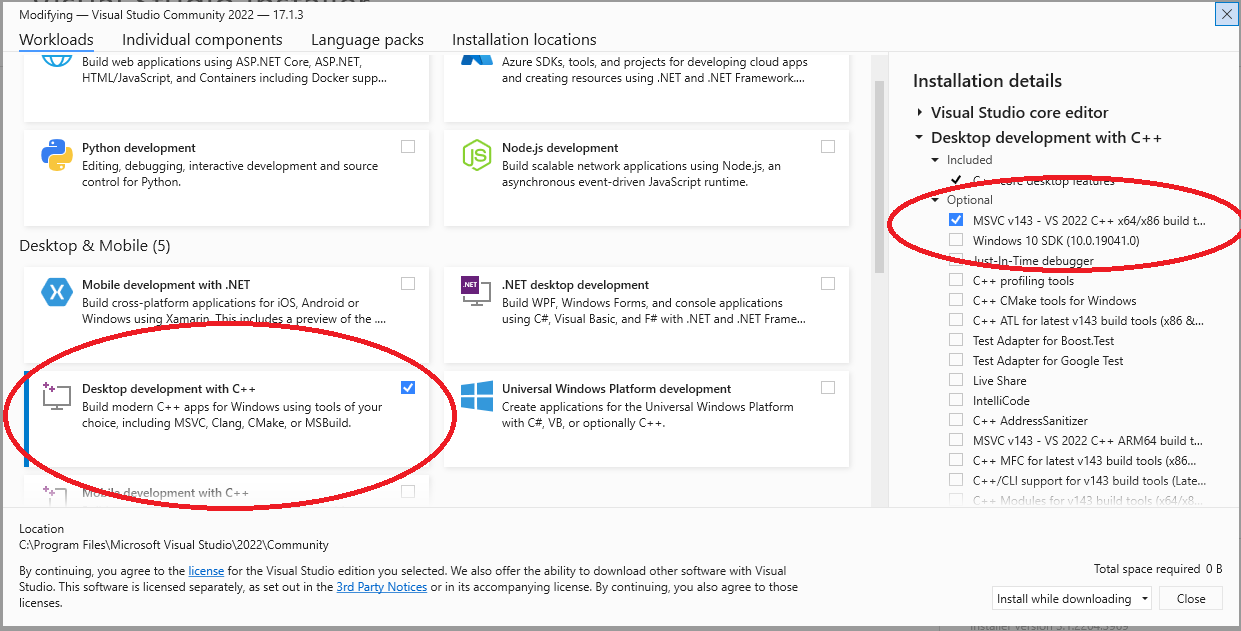 Modifying — Visual Studio Community 2022 — 17.1.3
Workloads
Individual components
Language packs
Installation locations
Build web applications using ASP.NET Core, ASP.NET,
HTML/JavaScript, and Containers including Docker supp...
Azure SDKs, tools, and projects for developing cloud apps
and creating resources using .NET and .NET Framework....
Python development
Editing, debugging, interactive development and source
control for Python.
Node.js development
Build scalable network applications using Node.js, an
asynchronous event-driven JavaScript runtime.
Desktop & Mobile (5)
Mobile development with .NET
Build cross-platform applications for iOS, Android or
Windows using Xamarin. This includes a preview of the ....
.NET
.NET desktop development
Build WPF, Windows Forms, and console applications
using C#, Visual Basic, and F# with .NET and .NET Frame...
Desktop development with C++
Build modern C++ apps for Windows using tools of your
choice, including MSVC, Clang, CMake, or MSBuild.
Universal Windows Platform development
Create applications for the Universal Windows Platform
with C#, VB, or optionally C++.
Mobile development with C++
Installation details
Visual Studio core editor
Desktop development with C++
Included
C++ core desktop features
Optional
MSVC v143 - VS 2022 C++ x64/x86 build t...
Windows 10 SDK (10.0.19041.0)
Just-In-Time debugger
C++ profiling tools
C++ CMake tools for Windows
C++ ATL for latest v143 build tools (x86 &...
Test Adapter for Boost.Test
Test Adapter for Google Test
Live Share
IntelliCode
C++ AddressSanitizer
MSVC v143 - VS 2022 C++ ARM64 build t...
C++ MFC for latest v143 build tools (x86...
C++/CLI support for v143 build tools (Late...
C++ Modules for v143 build tools (x64/x8...
Location
C:\Program Files\Microsoft Visual Studio\2022\Community
By continuing, you agree to the license for the Visual Studio edition you selected. We also offer the ability to download other software with Visual
Studio. This software is licensed separately, as set out in the 3rd Party Notices or in its accompanying license. By continuing, you also agree to those
licenses.
Total space required 0 B
Install while downloading
Close